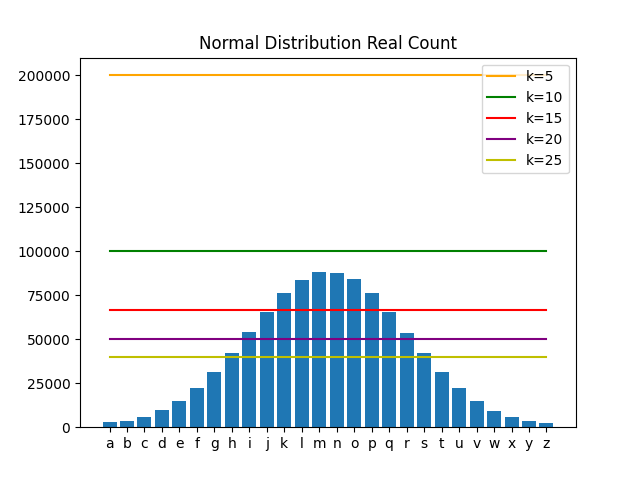 Normal Distribution Real Count
200000
175000
150000
125000
100000
75000
50000
25000
0
k=5
k=10
k=15
k=20
k=25
a b c d e f g h i j k l m n o p q r s t u v w x y z